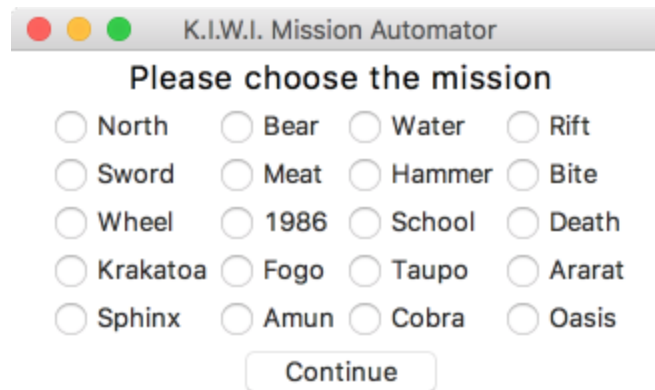 K.I.W.I. Mission Automator
Please choose the mission
North Bear Water Rift
Sword Meat Hammer Bite
Wheel 1986 School Death
Krakatoa Fogo Taupo Ararat
Sphinx Amun Cobra Oasis
Continue